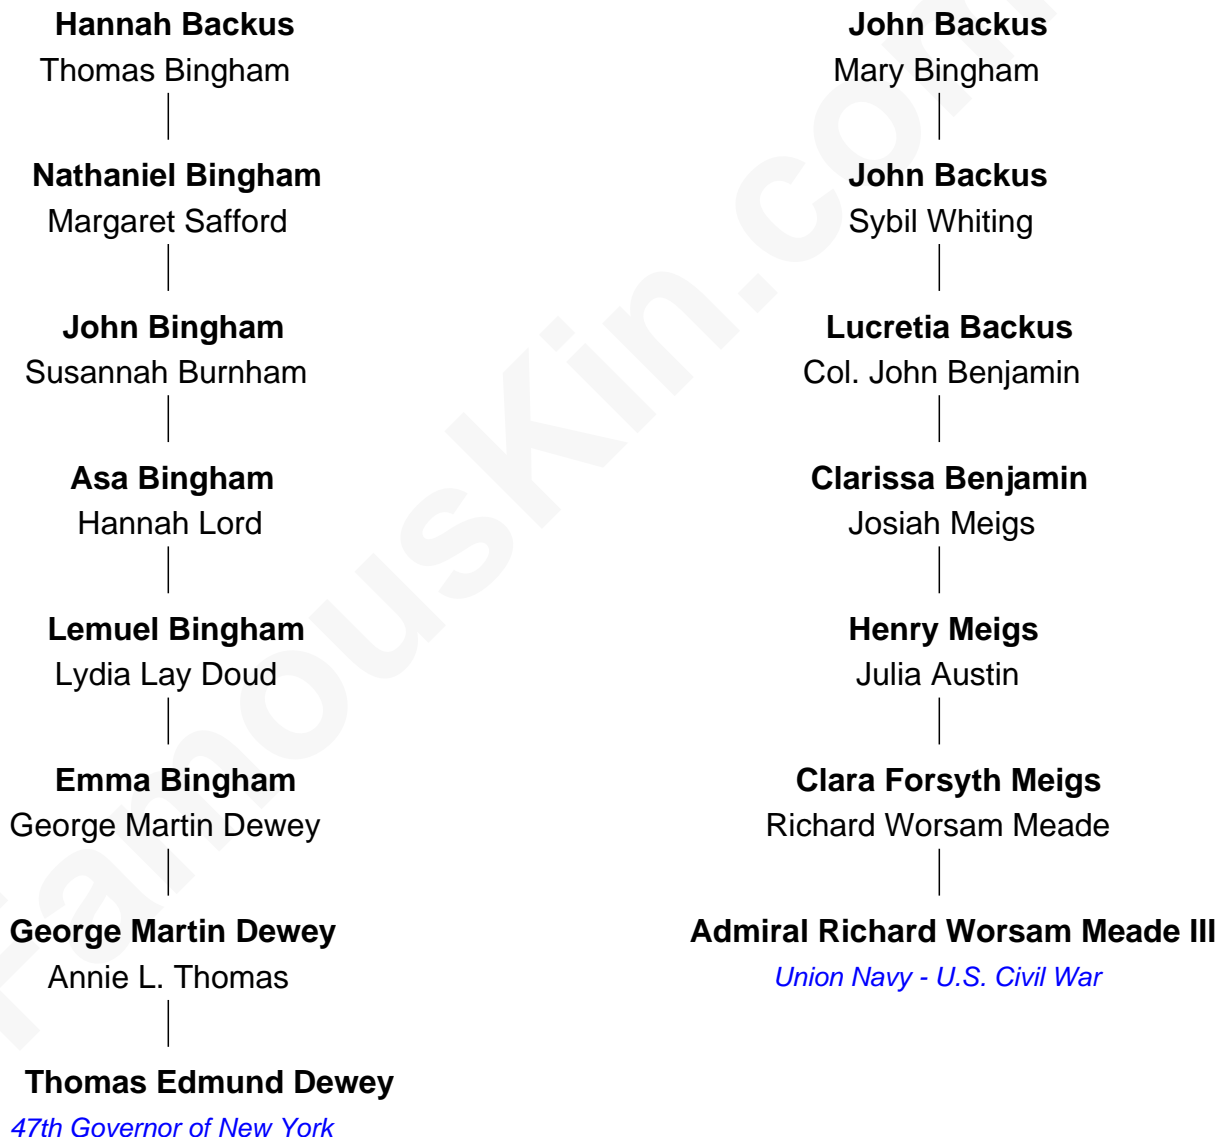 Hannah Backus
Thomas Bingham
Nathaniel Bingham
Margaret Safford
John Bingham
Susannah Burnham
Asa Bingham
Hannah Lord
Lemuel Bingham
Lydia Lay Doud
Emma Bingham
George Martin Dewey
George Martin Dewey
Annie L. Thomas
Thomas Edmund Dewey
47th Governor of New York
John Backus
Mary Bingham
John Backus
Sybil Whiting
Lucretia Backus
Col. John Benjamin
Clarissa Benjamin
Josiah Meigs
Henry Meigs
Julia Austin
Clara Forsyth Meigs
Richard Worsam Meade
Admiral Richard Worsam Meade III
Union Navy - U.S. Civil War
FamousKin.com